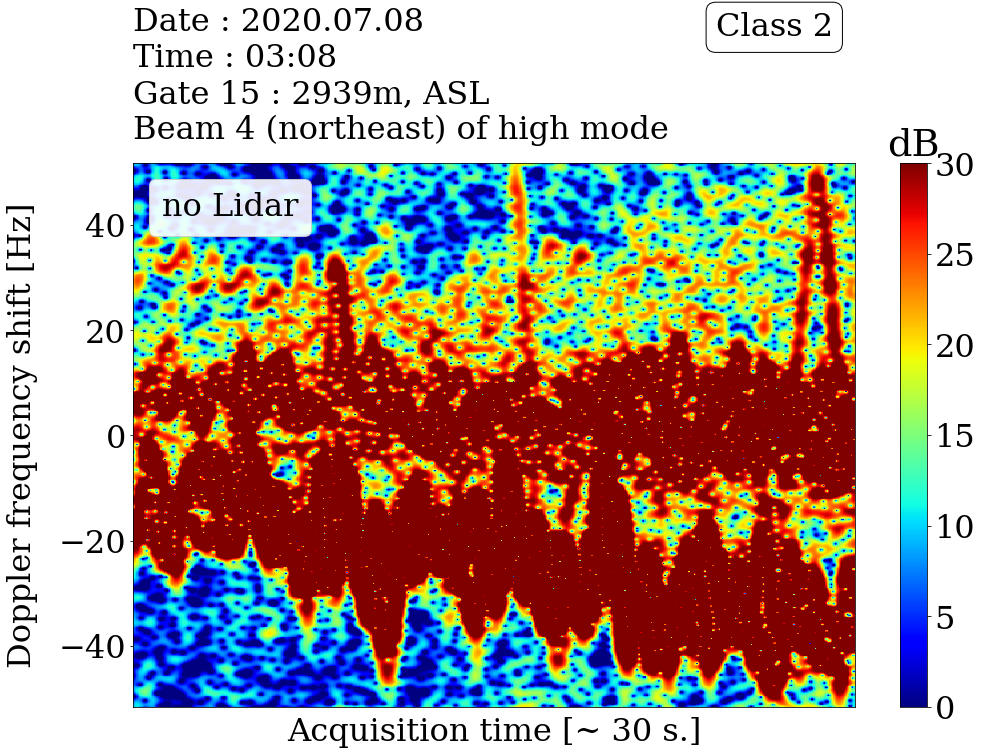 Date : 2020.07.08
Class 2
Time : 03:08
Gate 15 : 2939m, ASL
Beam 4 (northeast) of high mode
dB
no Lidar
Doppler frequency shift [Hz]
40
20
0
−20
−40
30
25
20
15
10
5
0
Acquisition time [~ 30 s.]